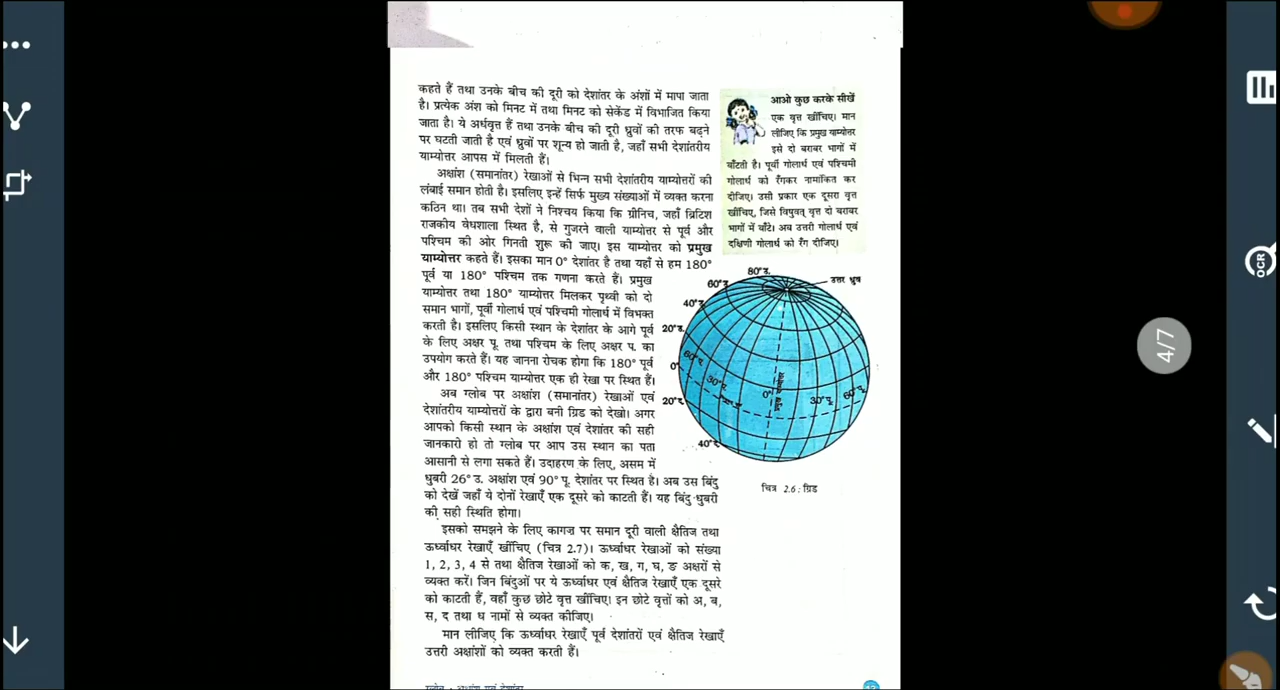 कहते हैं तथा उनके बीच की दूरी को देशांतर के अंशों में मापा जाता
है। प्रत्येक अंश को मिनट में तथा मिनट को सेकेंड में विभाजित किया
जाता है। ये अर्धवृत्त हैं तथा उनके बीच की दूरी ध्रुवों की तरफ बढ़ने
पर घटती जाती है एवं ध्रुवों पर शून्य हो जाती है, जहाँ सभी देशांतरीय
याम्योत्तर आपस में मिलती हैं।
अक्षांश (समानांतर) रेखाओं से भिन्न सभी देशांतरीय याम्योत्तरों की
लंबाई समान होती है। इसलिए इन्हें सिर्फ मुख्य संख्याओं में व्यक्त करना
कठिन था। तब सभी देशों ने निश्चय किया कि ग्रीनिच, जहाँ ब्रिटिश
राजकीय वेधशाला स्थित है, से गुजरने वाली याम्योत्तर से पूर्व और
पश्चिम की ओर गिनती शुरू की जाए। इस याम्योत्तर को प्रमुख
याम्योत्तर कहते हैं। इसका मान 0° देशांतर है तथा यहाँ से हम 180°
पूर्व या 180° पश्चिम तक गणना करते हैं। प्रमुख
याम्योत्तर तथा 180° याम्योत्तर मिलकर पृथ्वी को दो
समान भागों, पूर्वी गोलार्ध एवं पश्चिमी गोलार्ध में विभक्त
करती है। इसलिए किसी स्थान के देशांतर के आगे पूर्व
के लिए अक्षर पू. तथा पश्चिम के लिए अक्षर प. का
उपयोग करते हैं। यह जानना रोचक होगा कि 180° पूर्व
और 180° पश्चिम याम्योत्तर एक ही रेखा पर स्थित हैं।
अब ग्लोब पर अक्षांश (समानांतर) रेखाओं एवं
देशांतरीय याम्योत्तरों के द्वारा बनी ग्रिड को देखो। अगर
आपको किसी स्थान के अक्षांश एवं देशांतर की सही
जानकारी हो तो ग्लोब पर आप उस स्थान का पता
आसानी से लगा सकते हैं। उदाहरण के लिए, असम में
धुबरी 26° उ. अक्षांश एवं 90° पू. देशांतर पर स्थित है। अब उस बिंदु
को देखें जहाँ ये दोनों रेखाएँ एक दूसरे को काटती हैं। यह बिंदु धुबरी
की सही स्थिति होगा।
इसको समझने के लिए कागज पर समान दूरी वाली क्षैतिज तथा
ऊर्ध्वाधर रेखाएँ खींचिए (चित्र 2.7)। ऊर्ध्वाधर रेखाओं को संख्या
1, 2, 3, 4 से तथा क्षैतिज रेखाओं को क, ख, ग, घ, ङ अक्षरों से
व्यक्त करें। जिन बिंदुओं पर ये ऊर्ध्वाधर एवं क्षैतिज रेखाएँ एक दूसरे
को काटती हैं, वहाँ कुछ छोटे वृत्त खींचिए। इन छोटे वृत्तों को अ, ब,
स, द तथा ध नामों से व्यक्त कीजिए।
मान लीजिए कि ऊर्ध्वाधर रेखाएँ पूर्व देशांतरों एवं क्षैतिज रेखाएँ
उत्तरी अक्षांशों को व्यक्त करती हैं।
आओ कुछ करके सीखें
एक वृत्त खींचिए। मान
लीजिए कि प्रमुख याम्योत्तर
इसे दो बराबर भागों में
बाँटती है। पूर्वी गोलार्ध एवं पश्चिमी
गोलार्ध को रँगकर नामांकित कर
दीजिए। उसी प्रकार एक दूसरा वृत्त
खींचिए, जिसे विषुवत् वृत्त दो बराबर
भागों में बाँटे। अब उत्तरी गोलार्ध एवं
दक्षिणी गोलार्ध को रँग दीजिए।
80° उ.
उत्तर ध्रुव
60° उ
40° उ
20° उ.
0°
60° प.
30° प.
0°
30° पू.
60° पू.
20° द
40° द
चित्र 2.6 : ग्रिड
ग्लोब : अक्षांश एवं देशांतर
4/7
OCR